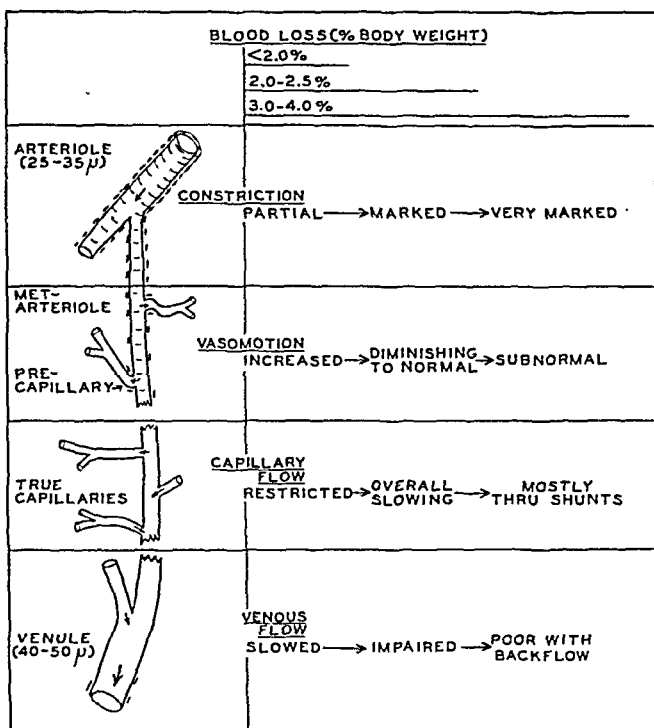 BLOOD LOSS (% BODY WEIGHT)
<2.0%
2.0-2.5%
3.0-4.0%
ARTERIOLE
(25-35μ)
CONSTRICTION
PARTIAL → MARKED → VERY MARKED
MET-
ARTERIOLE
PRE-
CAPILLARY
VASOMOTION
INCREASED → DIMINISHING TO NORMAL → SUBNORMAL
TRUE
CAPILLARIES
CAPILLARY
FLOW
RESTRICTED → OVERALL SLOWING → MOSTLY THRU SHUNTS
VENULE
(40-50μ)
VENOUS
FLOW
SLOWED → IMPAIRED → POOR WITH BACKFLOW